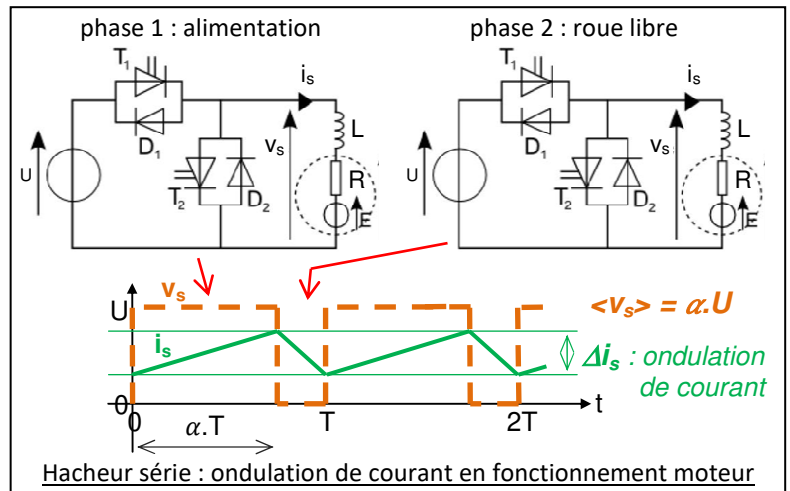 phase 1 : alimentation
phase 2 : roue libre
T1
is
D1
L
vs
R
U
T2
D2
E
T1
is
D1
L
vs
R
U
T2
D2
E
vs
U
<vs> = α.U
is
Δis : ondulation
de courant
0
0
T
2T
t
α.T
Hacheur série : ondulation de courant en fonctionnement moteur